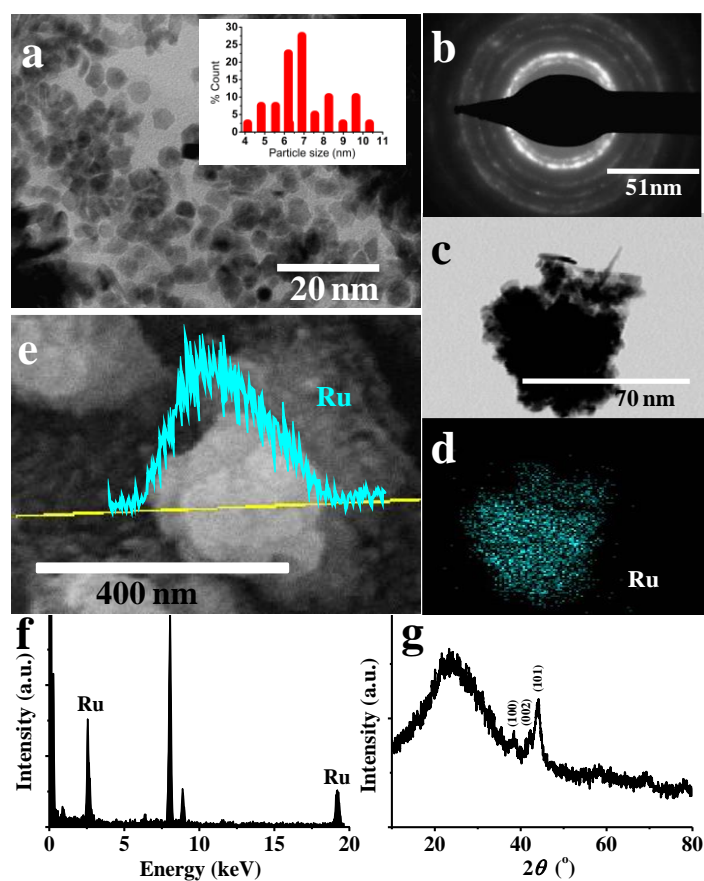 a
% Count
30
25
20
15
10
5
0
4 5 6 7 8 9 10 11
Particle size (nm)
20 nm
b
51nm
c
70 nm
e
Ru
400 nm
d
Ru
f
Intensity (a.u.)
Ru
Ru
0 5 10 15 20
Energy (keV)
g
Intensity (a.u.)
(100)
(002)
(101)
20 40 60 80
2θ (°)